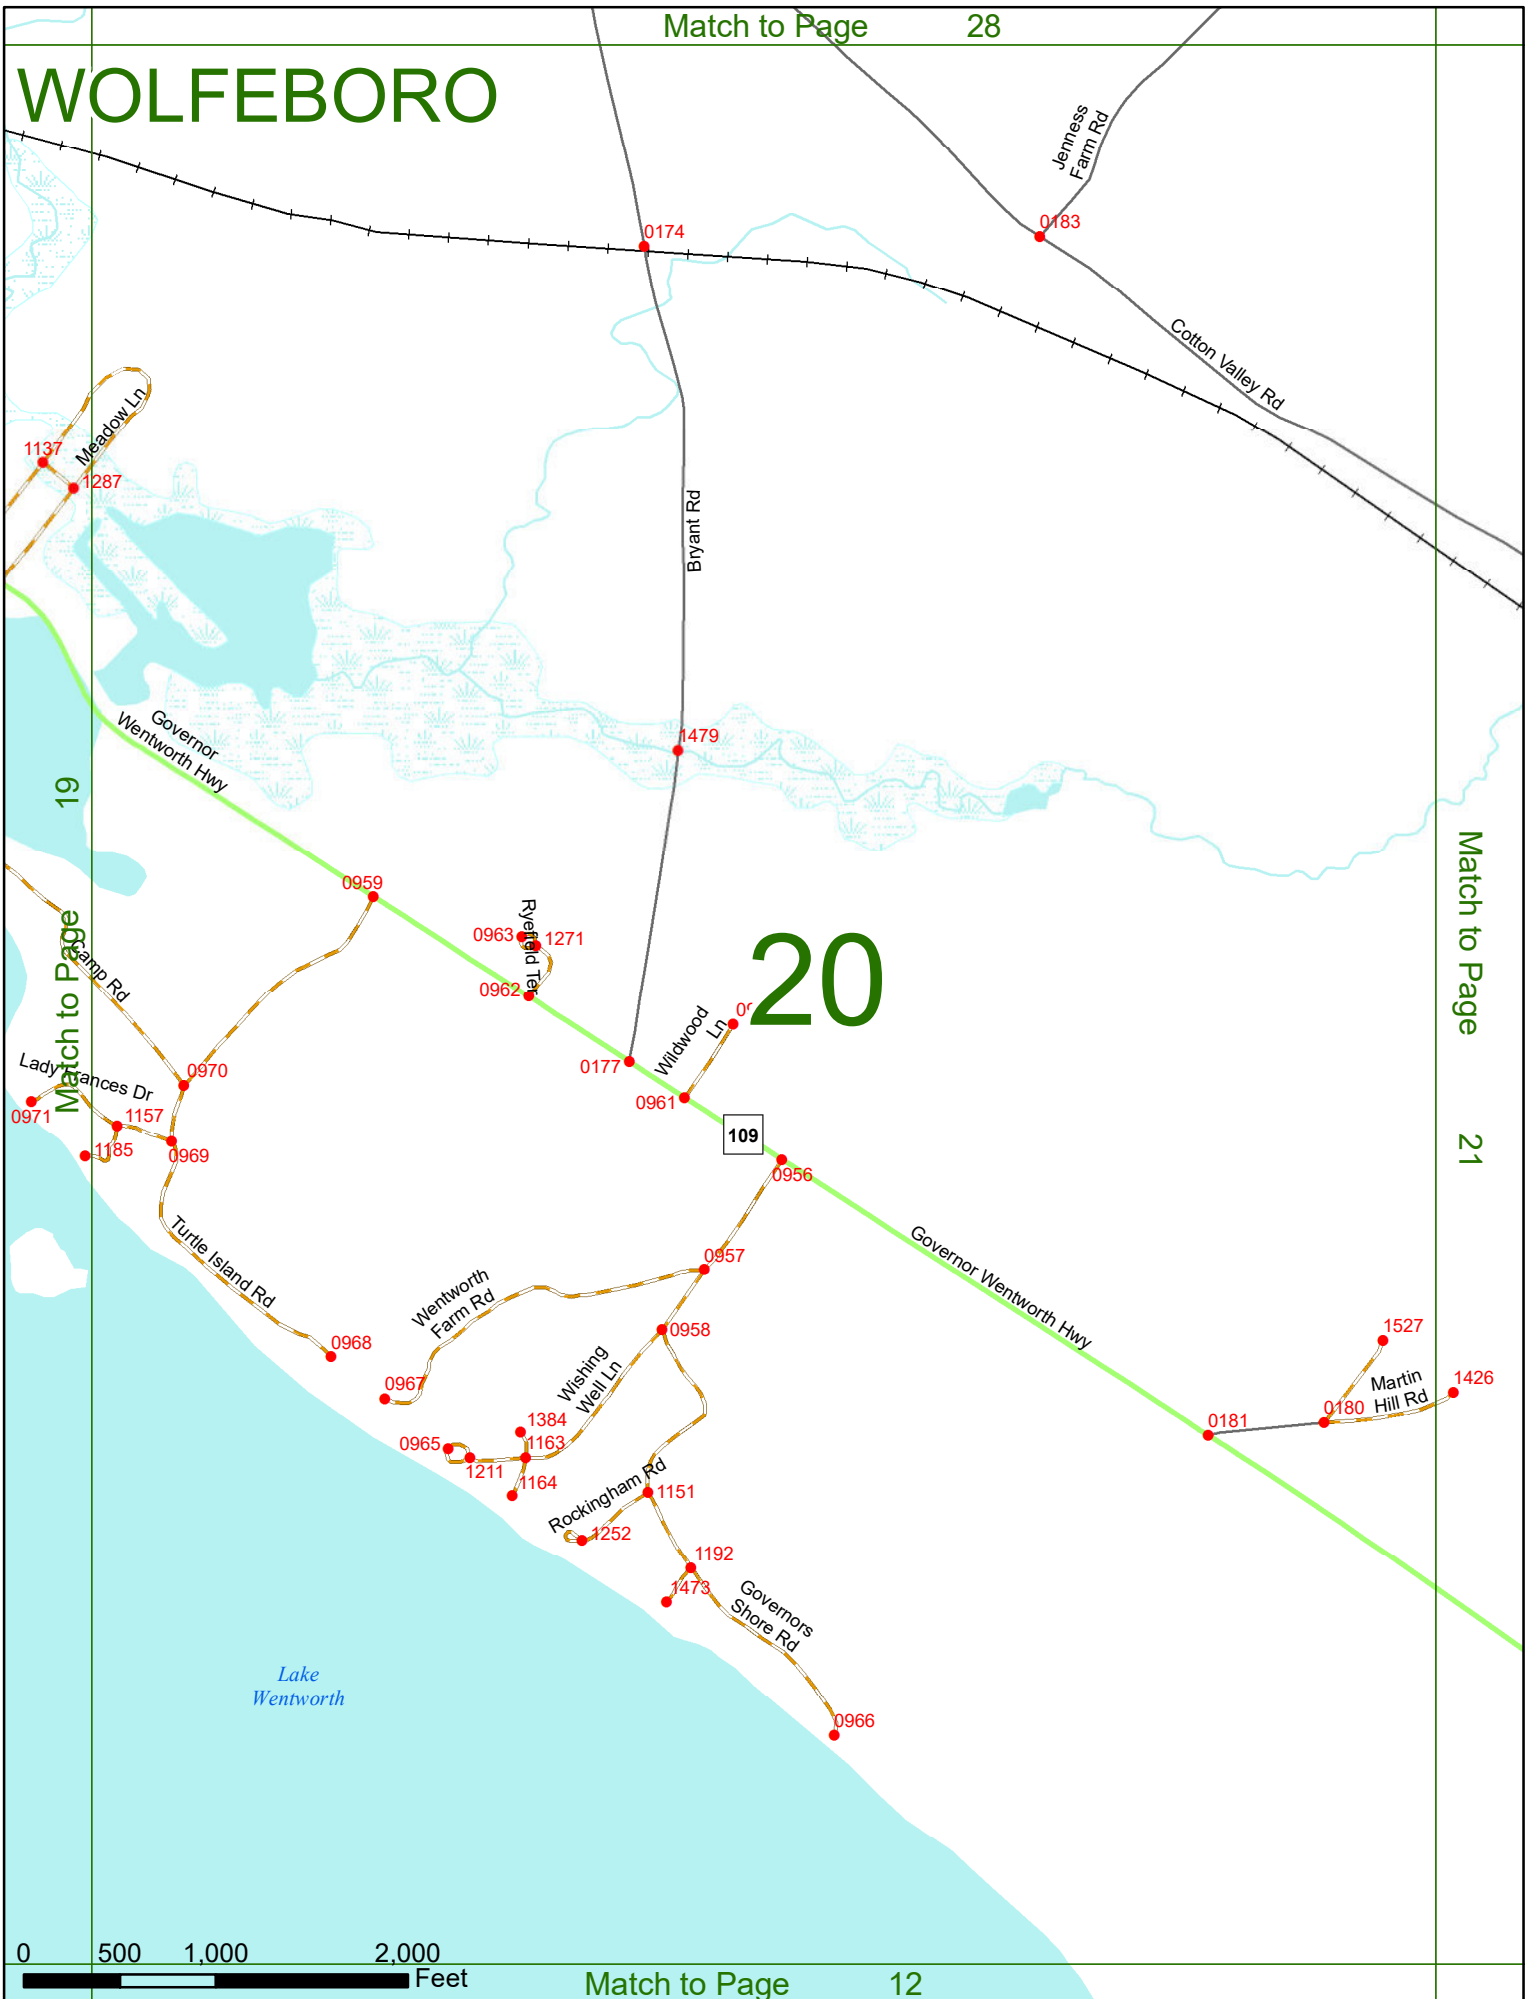 Match to Page 28
WOLFEBORO
Jenness
Farm Rd
0183
0174
Cotton Valley Rd
Meadow Ln
1137
1287
Bryant Rd
Governor
Wentworth Hwy
1479
Match to Page 19
Match to Page 21
0959
Camp Rd
Ryefield Ter
0963
1271
0962
20
Wildwood
Ln
0177
0961
109
0956
0970
Lady Frances Dr
0971
1157
1185
0969
Turtle Island Rd
0968
0957
Wentworth
Farm Rd
0958
0967
Governor Wentworth Hwy
Wishing
Well Ln
1527
Martin
Hill Rd
1426
0180
0181
1384
0965
1163
1211
1164
Rockingham Rd
1151
1252
1192
1473
Governors
Shore Rd
0966
Lake
Wentworth
0 500 1,000 2,000
Feet
Match to Page 12